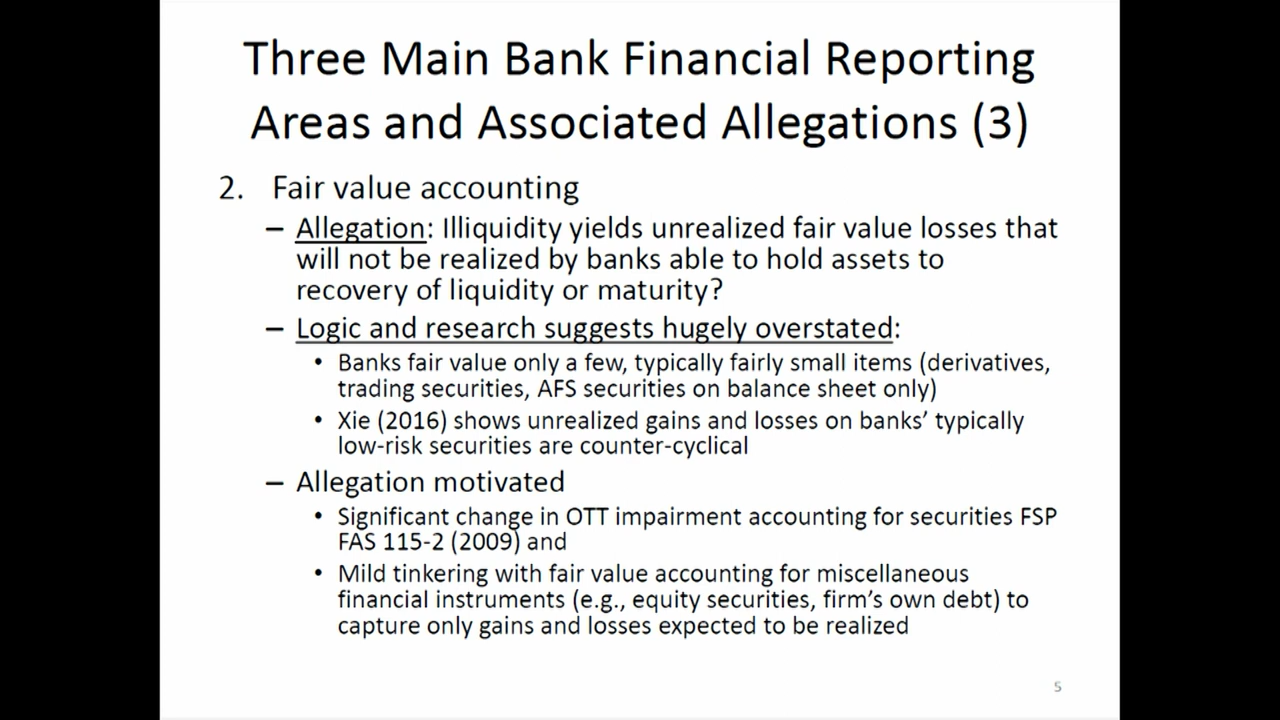 Three Main Bank Financial Reporting
Areas and Associated Allegations (3)
2. Fair value accounting
– Allegation: Illiquidity yields unrealized fair value losses that
will not be realized by banks able to hold assets to
recovery of liquidity or maturity?
– Logic and research suggests hugely overstated:
• Banks fair value only a few, typically fairly small items (derivatives,
trading securities, AFS securities on balance sheet only)
• Xie (2016) shows unrealized gains and losses on banks’ typically
low-risk securities are counter-cyclical
– Allegation motivated
• Significant change in OTT impairment accounting for securities FSP
FAS 115-2 (2009) and
• Mild tinkering with fair value accounting for miscellaneous
financial instruments (e.g., equity securities, firm’s own debt) to
capture only gains and losses expected to be realized
5